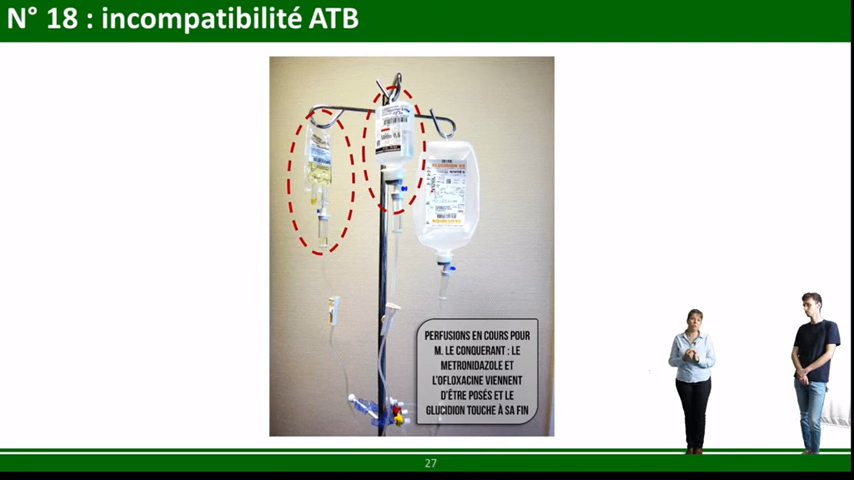 N° 18 : incompatibilité ATB
PERFUSIONS EN COURS POUR
M. LE CONQUERANT : LE
METRONIDAZOLE ET
L'OFLOXACINE VIENNENT
D'ÊTRE POSÉS ET LE
GLUCIDION TOUCHE À SA FIN
27